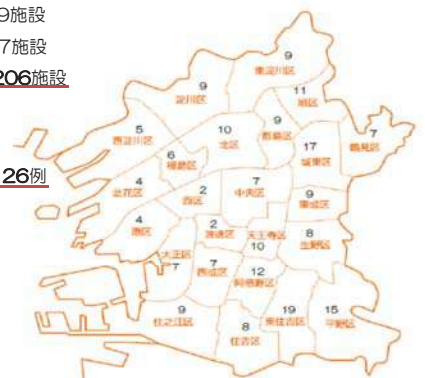 9施設
7施設
206施設
26例
9
東淀川区
9
淀川区
11
旭区
5
西淀川区
10
北区
9
都島区
17
城東区
7
鶴見区
6
福島区
4
此花区
2
西区
7
中央区
9
東成区
4
港区
2
浪速区
天王寺区
10
8
生野区
大正区
7
7
西成区
12
阿倍野区
9
住之江区
8
住吉区
19
東住吉区
15
平野区